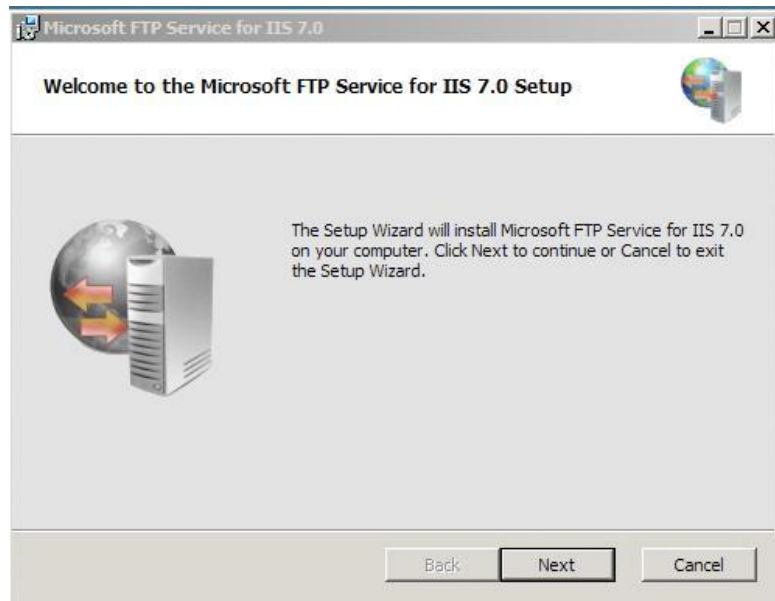 Microsoft FTP Service for IIS 7.0
Welcome to the Microsoft FTP Service for IIS 7.0 Setup
The Setup Wizard will install Microsoft FTP Service for IIS 7.0
on your computer. Click Next to continue or Cancel to exit
the Setup Wizard.
Back Next Cancel